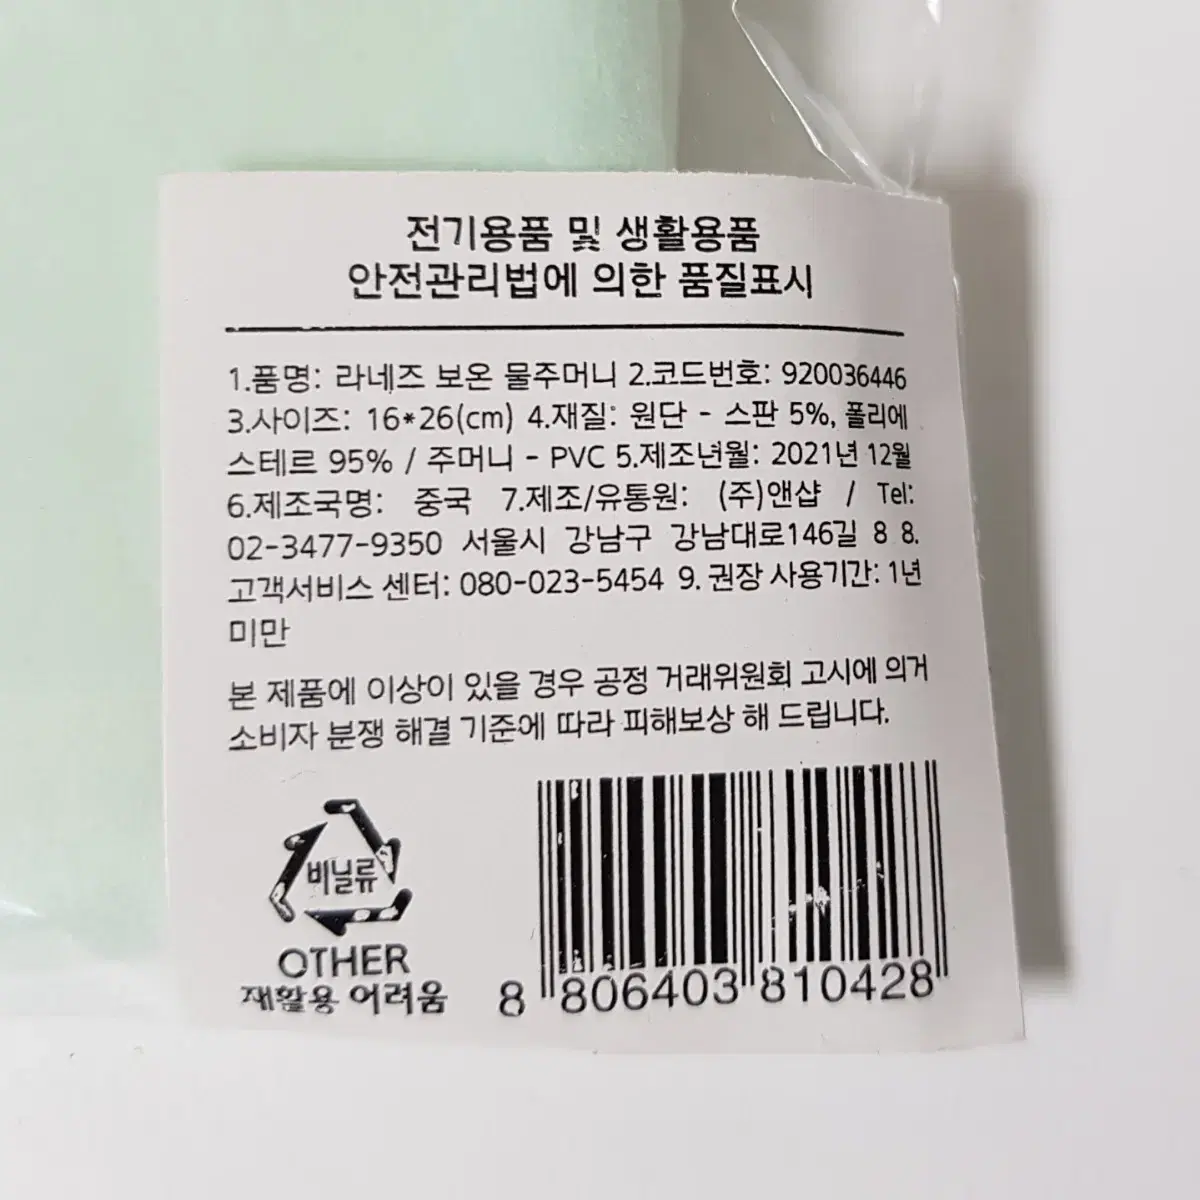 전기용품 및 생활용품
안전관리법에 의한 품질표시
1.품명: 라네즈 보온 물주머니 2.코드번호: 920036446
3.사이즈: 16*26(cm) 4.재질: 원단 - 스판 5%, 폴리에
스테르 95% / 주머니 - PVC 5.제조년월: 2021년 12월
6.제조국명: 중국 7.제조/유통원: (주)앤샵 / Tel:
02-3477-9350 서울시 강남구 강남대로146길 8 8.
고객서비스 센터: 080-023-5454 9. 권장 사용기간: 1년
미만
본 제품에 이상이 있을 경우 공정 거래위원회 고시에 의거
소비자 분쟁 해결 기준에 따라 피해보상 해 드립니다.
비닐류
OTHER
재활용 어려움
8 806403 810428